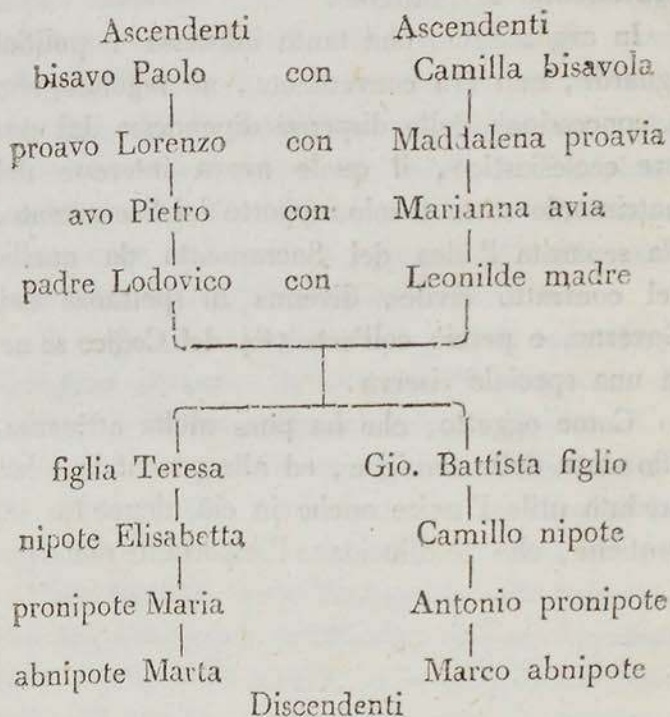 Ascendenti Ascendenti
bisavo Paolo con Camilla bisavola
proavo Lorenzo con Maddalena proavia
avo Pietro con Marianna avia
padre Lodovico con Leonilde madre
figlia Teresa Gio. Battista figlio
nipote Elisabetta Camillo nipote
pronipote Maria Antonio pronipote
abnipote Marta Marco abnipote
Discendenti